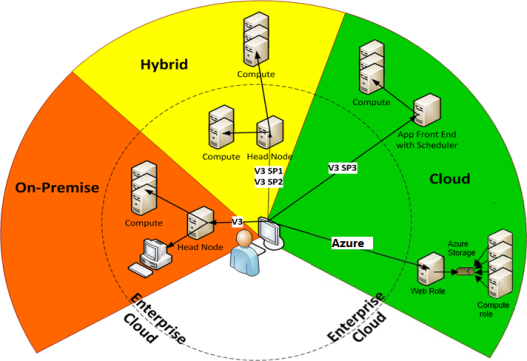 Hybrid
Compute
Compute
Head Node
V3 SP1
V3 SP2
Compute
App Front End
with Scheduler
V3 SP3
Cloud
On-Premise
Compute
Head Node
V3
Azure
Azure
Storage
Web Role
Compute
role
Enterprise
Cloud
Enterprise
Cloud